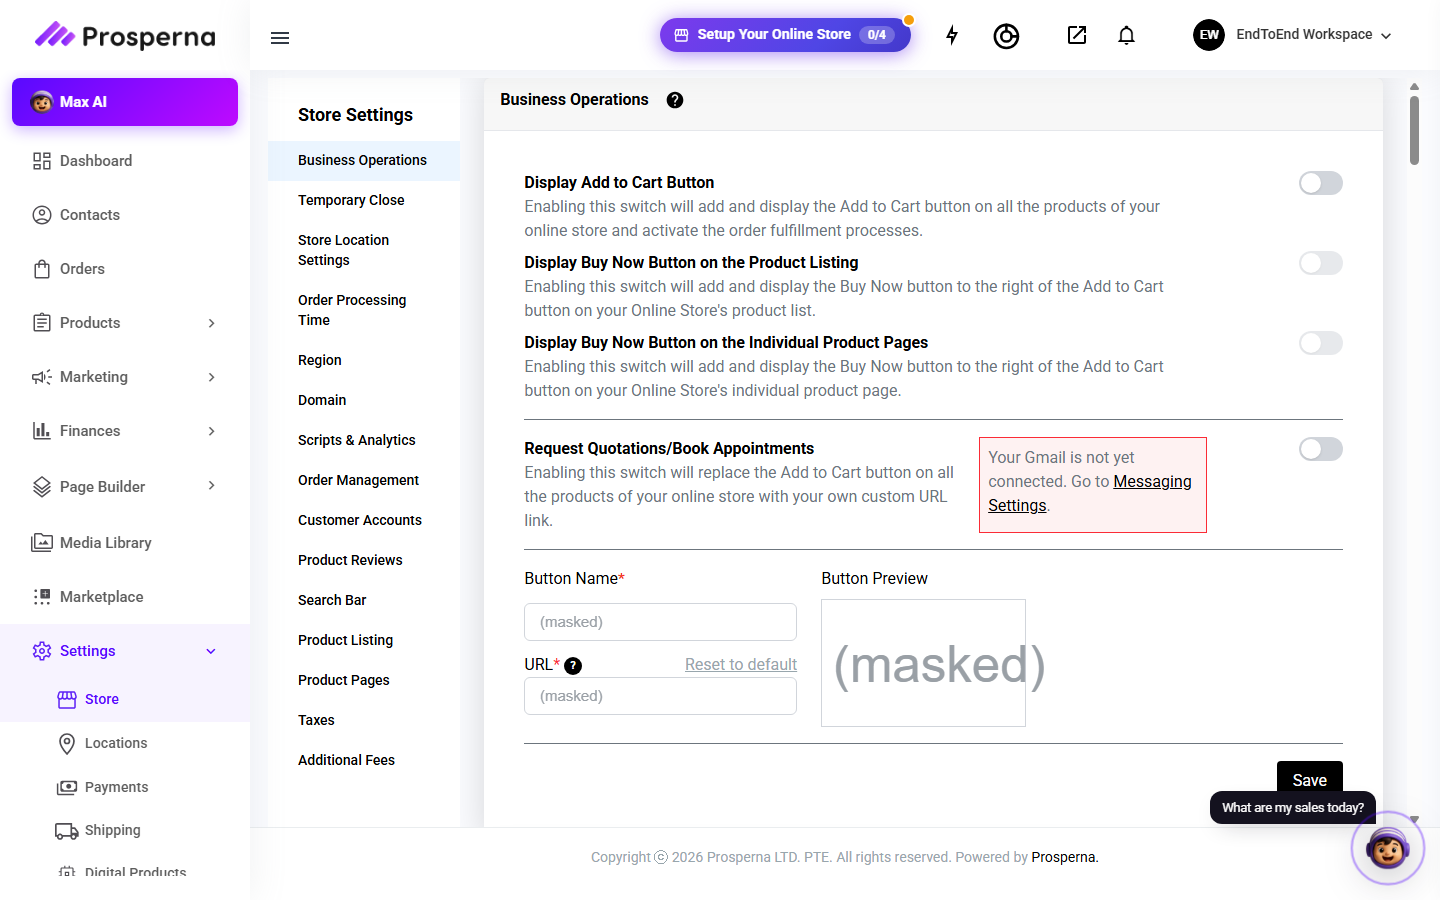 Prosperna
Setup Your Online Store 0/4
EW EndToEnd Workspace
Max AI
Dashboard
Contacts
Orders
Products
Marketing
Finances
Page Builder
Media Library
Marketplace
Settings
Store
Locations
Payments
Shipping
Digital Products
Store Settings
Business Operations
Temporary Close
Store Location
Settings
Order Processing
Time
Region
Domain
Scripts & Analytics
Order Management
Customer Accounts
Product Reviews
Search Bar
Product Listing
Product Pages
Taxes
Additional Fees
Business Operations ?
Display Add to Cart Button
Enabling this switch will add and display the Add to Cart button on all the products of your
online store and activate the order fulfillment processes.
Display Buy Now Button on the Product Listing
Enabling this switch will add and display the Buy Now button to the right of the Add to Cart
button on your Online Store's product list.
Display Buy Now Button on the Individual Product Pages
Enabling this switch will add and display the Buy Now button to the right of the Add to Cart
button on your Online Store's individual product page.
Request Quotations/Book Appointments
Enabling this switch will replace the Add to Cart button on all
the products of your online store with your own custom URL
link.
Your Gmail is not yet
connected. Go to Messaging
Settings.
Button Name*
(masked)
URL* ? Reset to default
(masked)
Button Preview
(masked)
Save
What are my sales today?
Copyright © 2026 Prosperna LTD. PTE. All rights reserved. Powered by Prosperna.